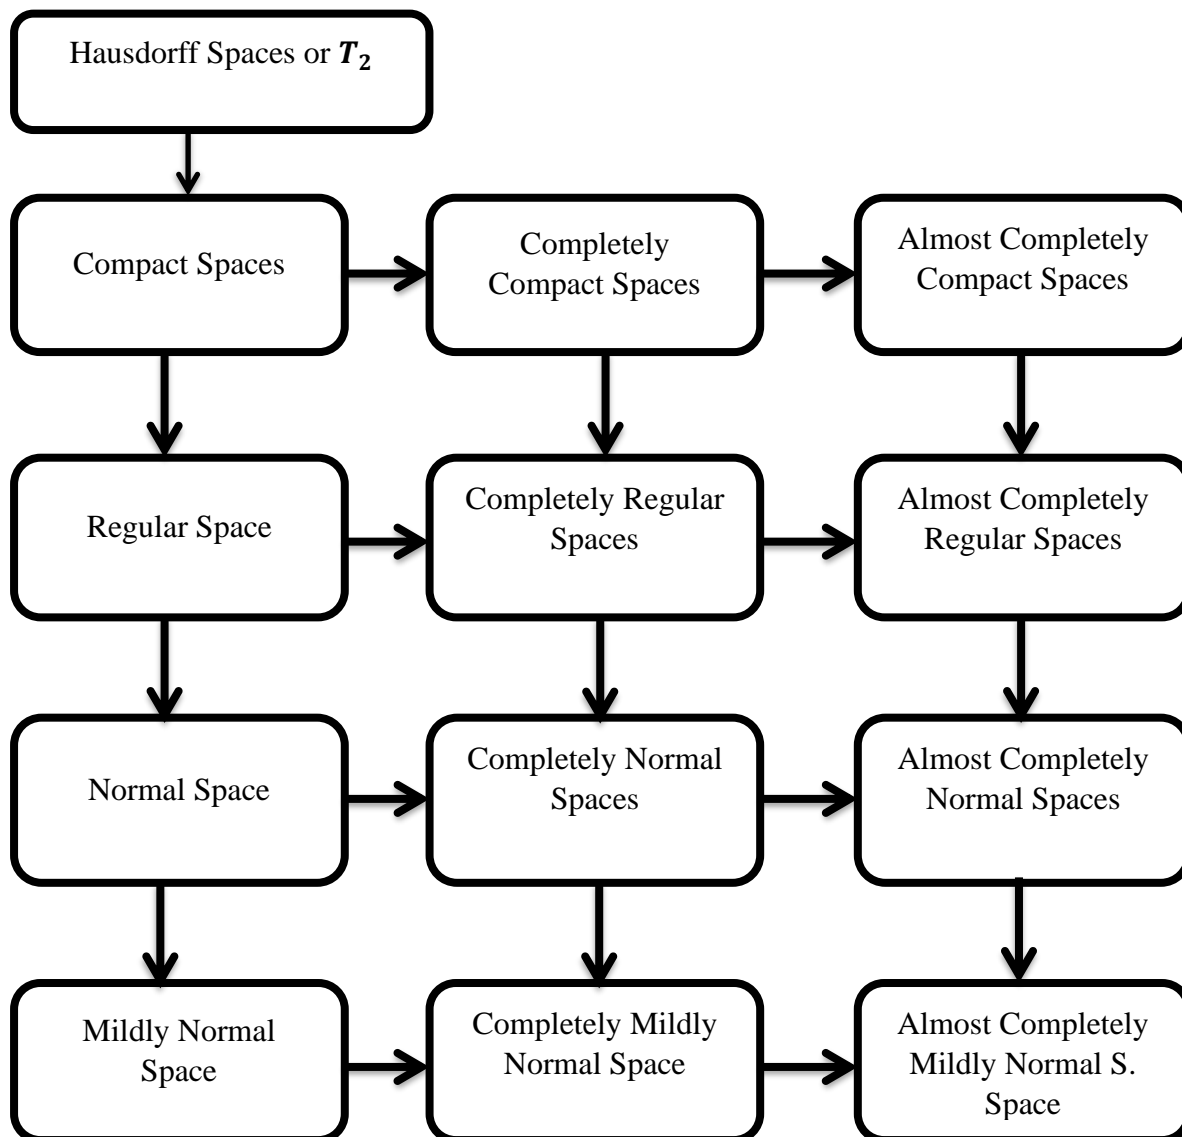 Hausdorff Spaces or T₂
Compact Spaces
Completely
Compact Spaces
Almost Completely
Compact Spaces
Regular Space
Completely Regular
Spaces
Almost Completely
Regular Spaces
Normal Space
Completely Normal
Spaces
Almost Completely
Normal Spaces
Mildly Normal
Space
Completely Mildly
Normal Space
Almost Completely
Mildly Normal S.
Space